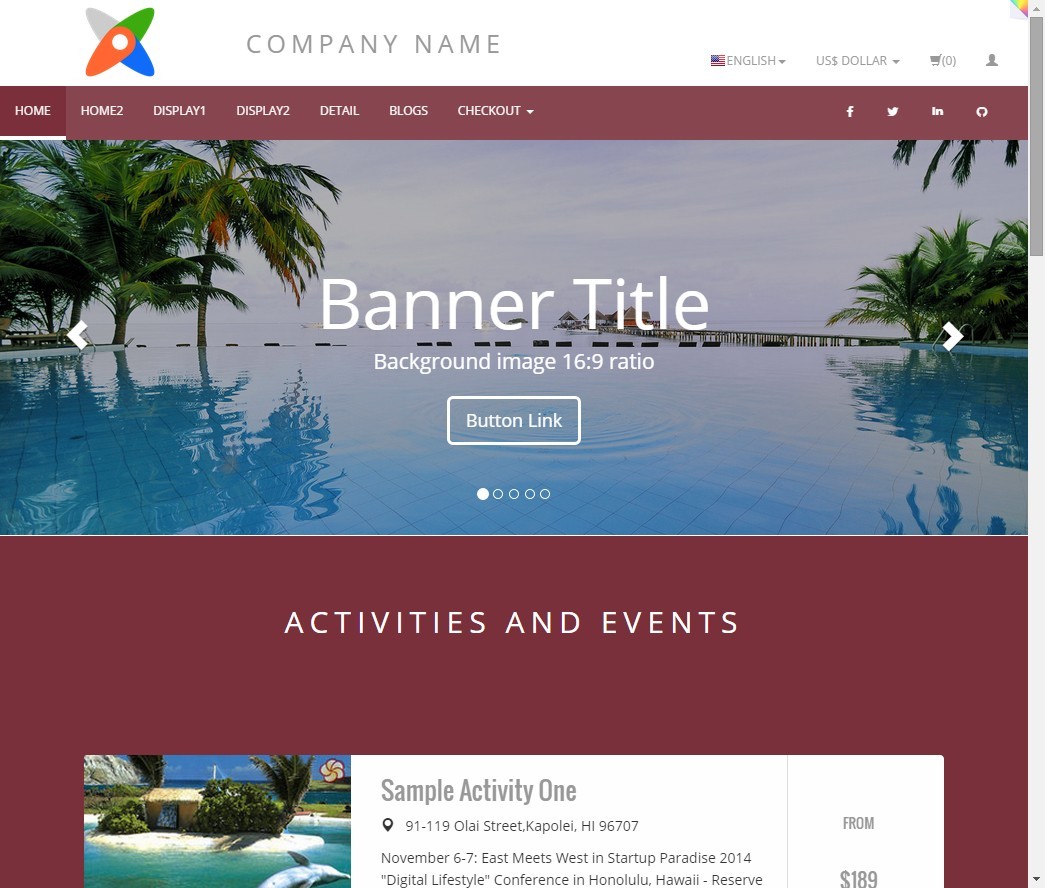 COMPANY NAME
ENGLISH US$ DOLLAR (0)
HOME HOME2 DISPLAY1 DISPLAY2 DETAIL BLOGS CHECKOUT
Banner Title
Background image 16:9 ratio
Button Link
ACTIVITIES AND EVENTS
Sample Activity One
91-119 Olai Street,Kapolei, HI 96707
FROM
November 6-7: East Meets West in Startup Paradise 2014
"Digital Lifestyle" Conference in Honolulu, Hawaii - Reserve
$189